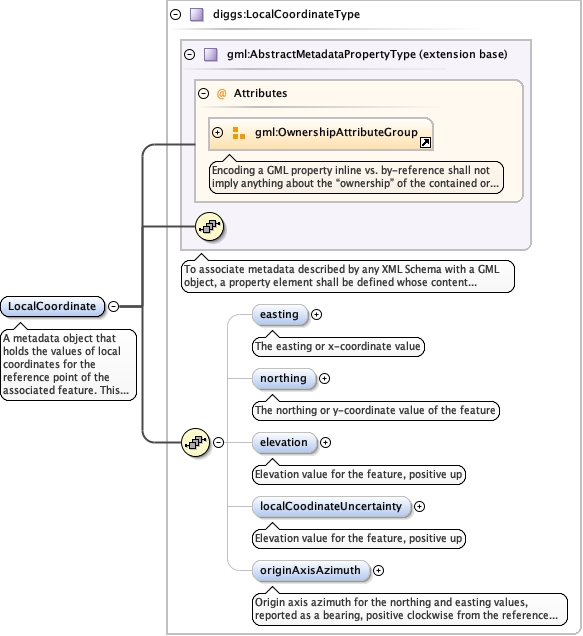 diggs:LocalCoordinateType
gml:AbstractMetadataPropertyType (extension base)
@ Attributes
gml:OwnershipAttributeGroup
Encoding a GML property inline vs. by-reference shall not
imply anything about the “ownership” of the contained or...
To associate metadata described by any XML Schema with a GML
object, a property element shall be defined whose content...
LocalCoordinate
A metadata object that
holds the values of local
coordinates for the
reference point of the
associated feature. This...
easting
The easting or x-coordinate value
northing
The northing or y-coordinate value of the feature
elevation
Elevation value for the feature, positive up
localCoodinateUncertainty
Elevation value for the feature, positive up
originAxisAzimuth
Origin axis azimuth for the northing and easting values,
reported as a bearing, positive clockwise from the reference...